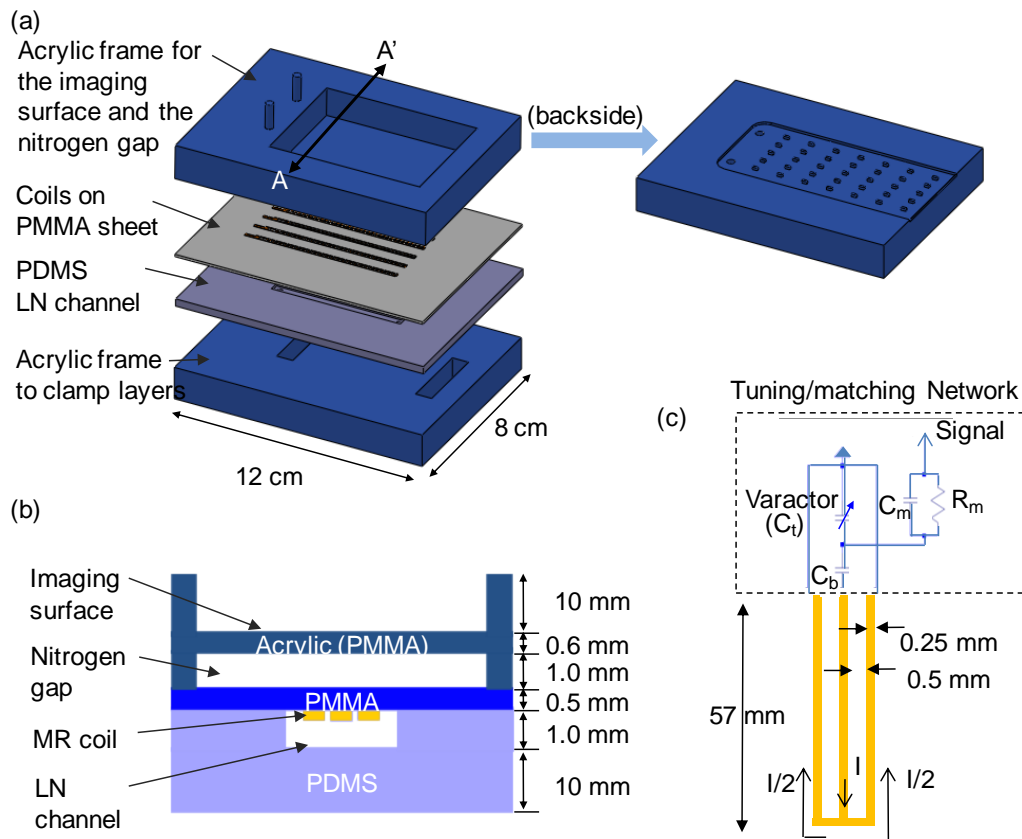 (a)
Acrylic frame for
the imaging
surface and the
nitrogen gap
A'
A
(backside)
Coils on
PMMA sheet
PDMS
LN channel
Acrylic frame
to clamp layers
12 cm
8 cm
(b)
Imaging
surface
Nitrogen
gap
MR coil
LN
channel
Acrylic (PMMA)
PMMA
PDMS
10 mm
0.6 mm
1.0 mm
0.5 mm
1.0 mm
10 mm
(c)
Tuning/matching Network
Signal
Varactor
(Ct)
Cm
Rm
Cb
0.25 mm
0.5 mm
57 mm
I/2
I
I/2